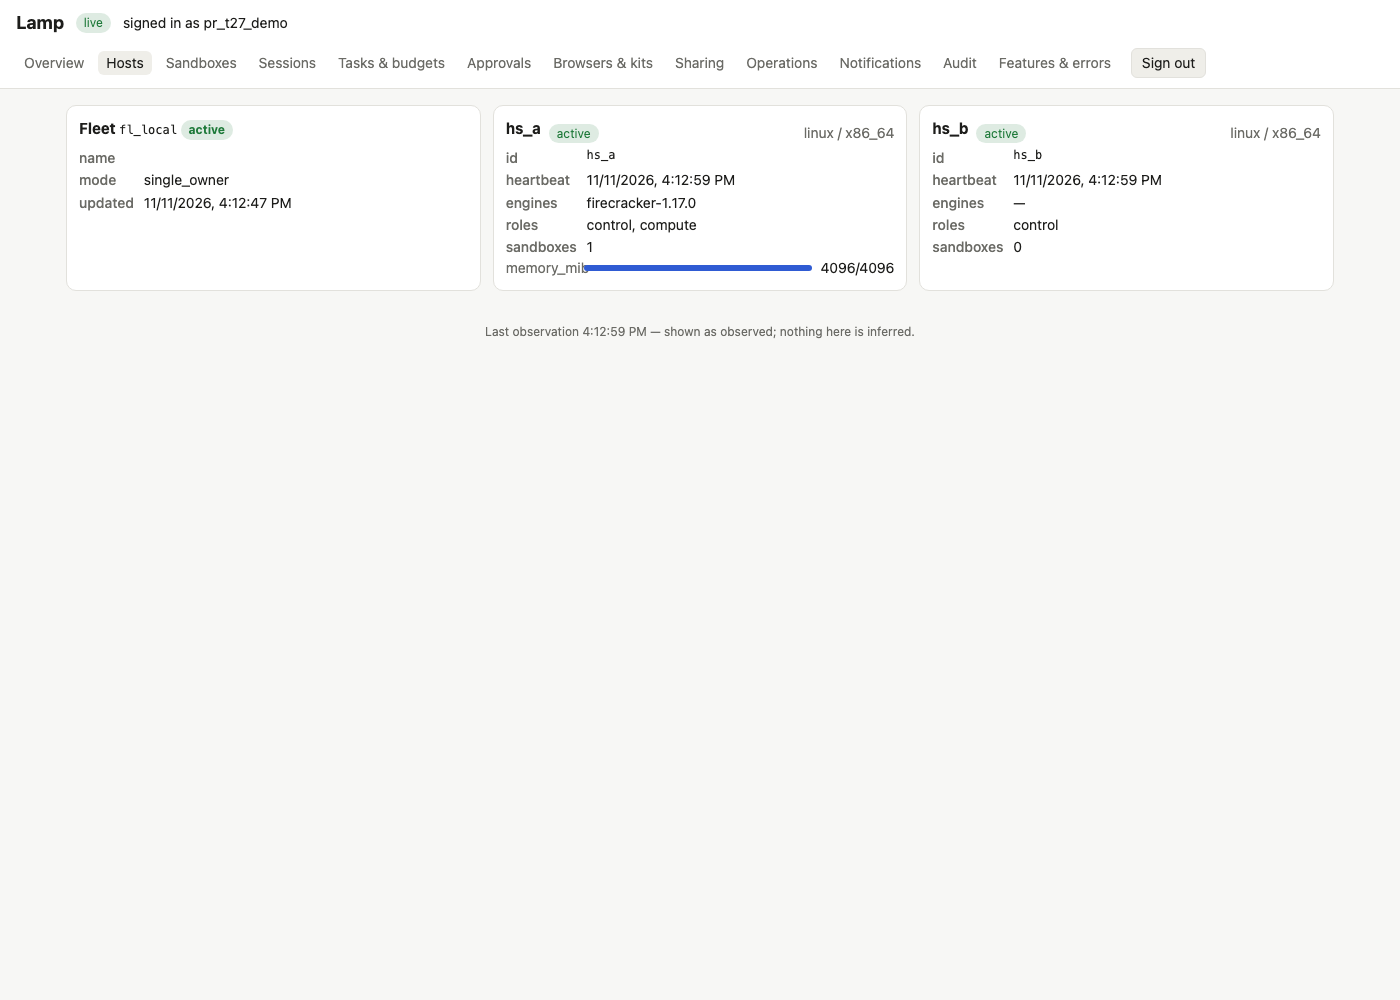 Lamp live signed in as pr_t27_demo
Overview Hosts Sandboxes Sessions Tasks & budgets Approvals Browsers & kits Sharing Operations Notifications Audit Features & errors Sign out
Fleet fl_local active
name
mode single_owner
updated 11/11/2026, 4:12:47 PM
hs_a active linux / x86_64
id hs_a
heartbeat 11/11/2026, 4:12:59 PM
engines firecracker-1.17.0
roles control, compute
sandboxes 1
memory_mib 4096/4096
hs_b active linux / x86_64
id hs_b
heartbeat 11/11/2026, 4:12:59 PM
engines —
roles control
sandboxes 0
Last observation 4:12:59 PM — shown as observed; nothing here is inferred.